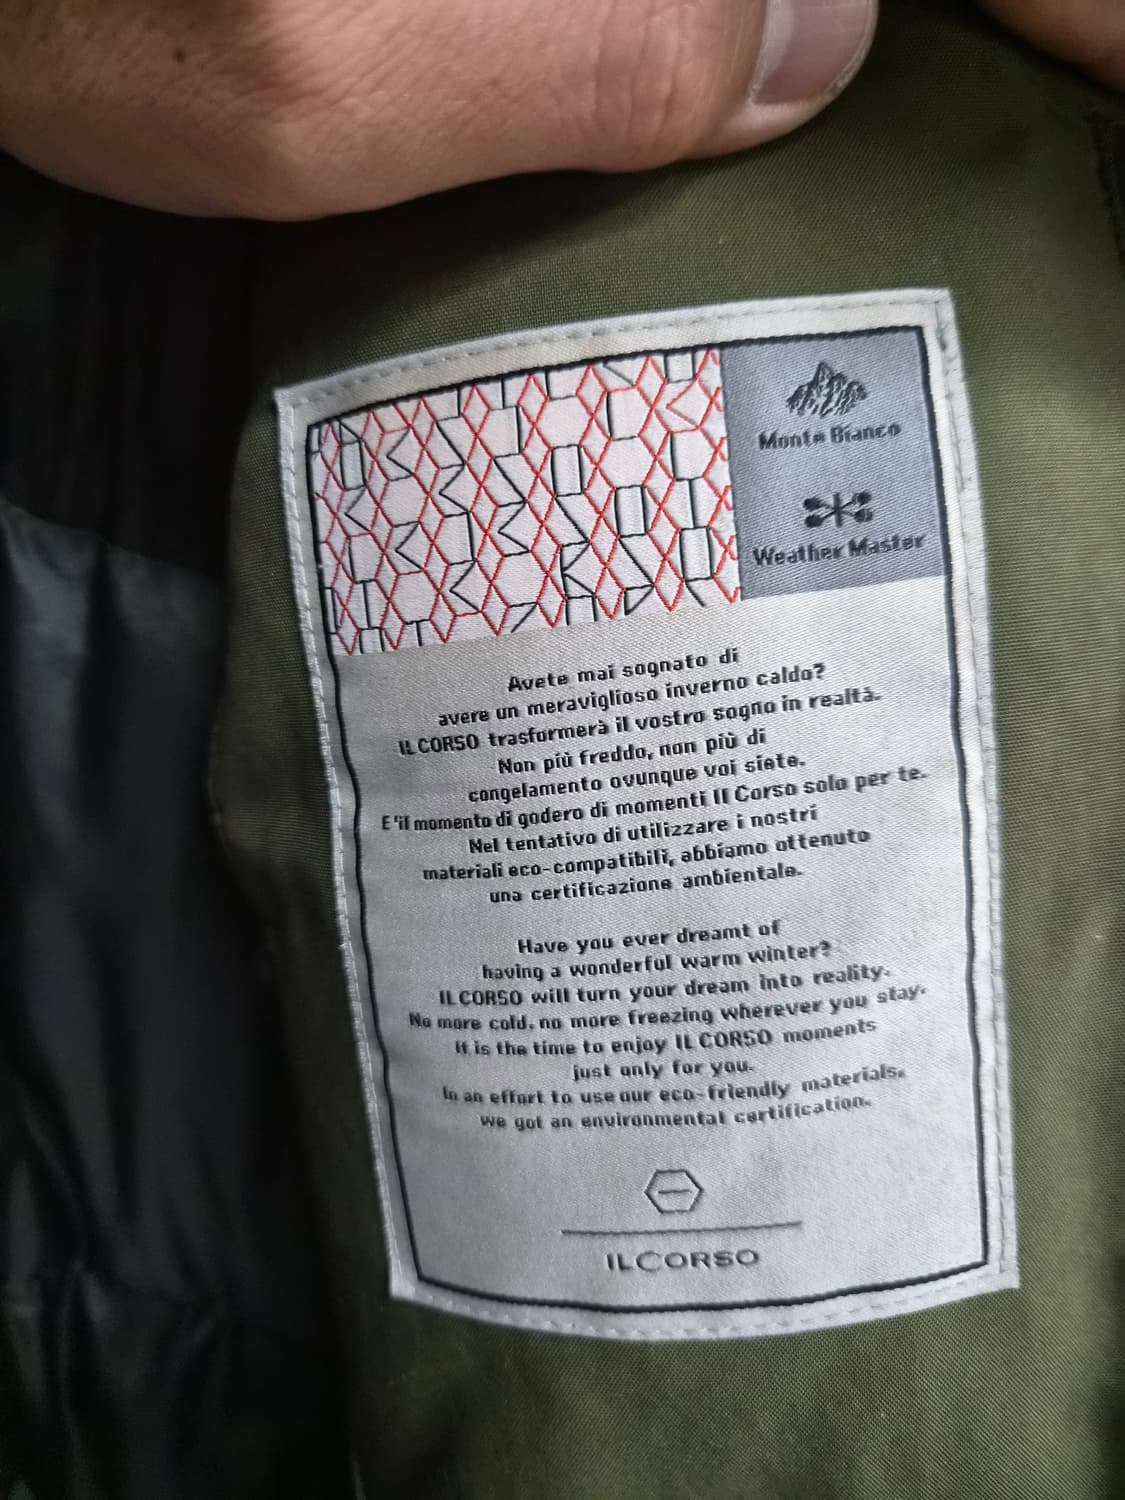 Monte Bianco
Weather Master
Avete mai sognato di
avere un meraviglioso inverno caldo?
ILCORSO trasformerà il vostro sogno in realtà.
Non più freddo, non più di
congelamento ovunque voi siete.
E'il momento di godero di momenti Il Corso solo per te.
Nel tentativo di utilizzare i nostri
materiali eco-compatibili, abbiamo ottenuto
una certificazione ambientale.
Have you ever dreamt of
having a wonderful warm winter?
ILCORSO will turn your dream into reality.
No more cold, no more freezing wherever you stay.
It is the time to enjoy IL CORSO moments
just only for you.
In an effort to use our eco-friendly materials,
we got an environmental certification.
ILCORSO